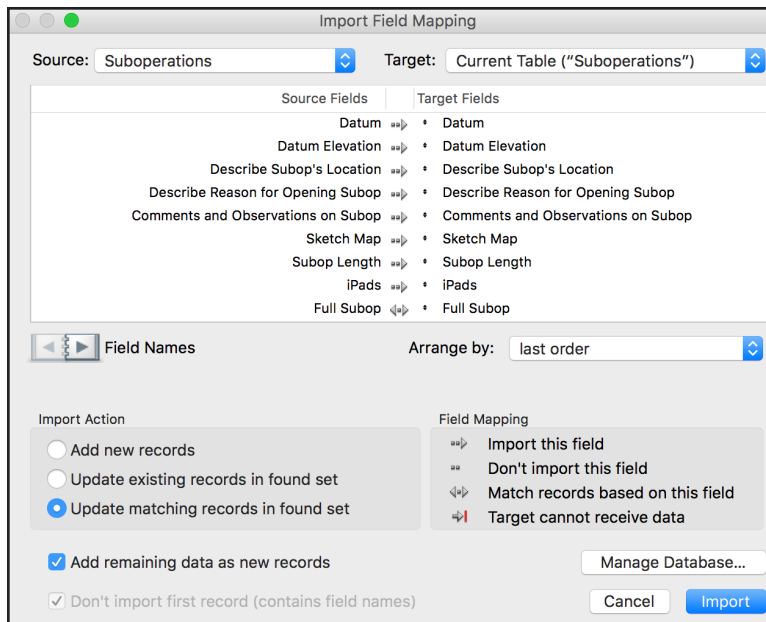 Import Field Mapping
Source: Suboperations Target: Current Table (“Suboperations”)
Source Fields Target Fields
Datum Datum
Datum Elevation Datum Elevation
Describe Subop's Location Describe Subop's Location
Describe Reason for Opening Subop Describe Reason for Opening Subop
Comments and Observations on Subop Comments and Observations on Subop
Sketch Map Sketch Map
Subop Length Subop Length
iPads iPads
Full Subop Full Subop
Field Names Arrange by: last order
Import Action Field Mapping
Add new records Import this field
Update existing records in found set Don't import this field
Update matching records in found set Match records based on this field
Target cannot receive data
Add remaining data as new records Manage Database...
Don't import first record (contains field names) Cancel Import